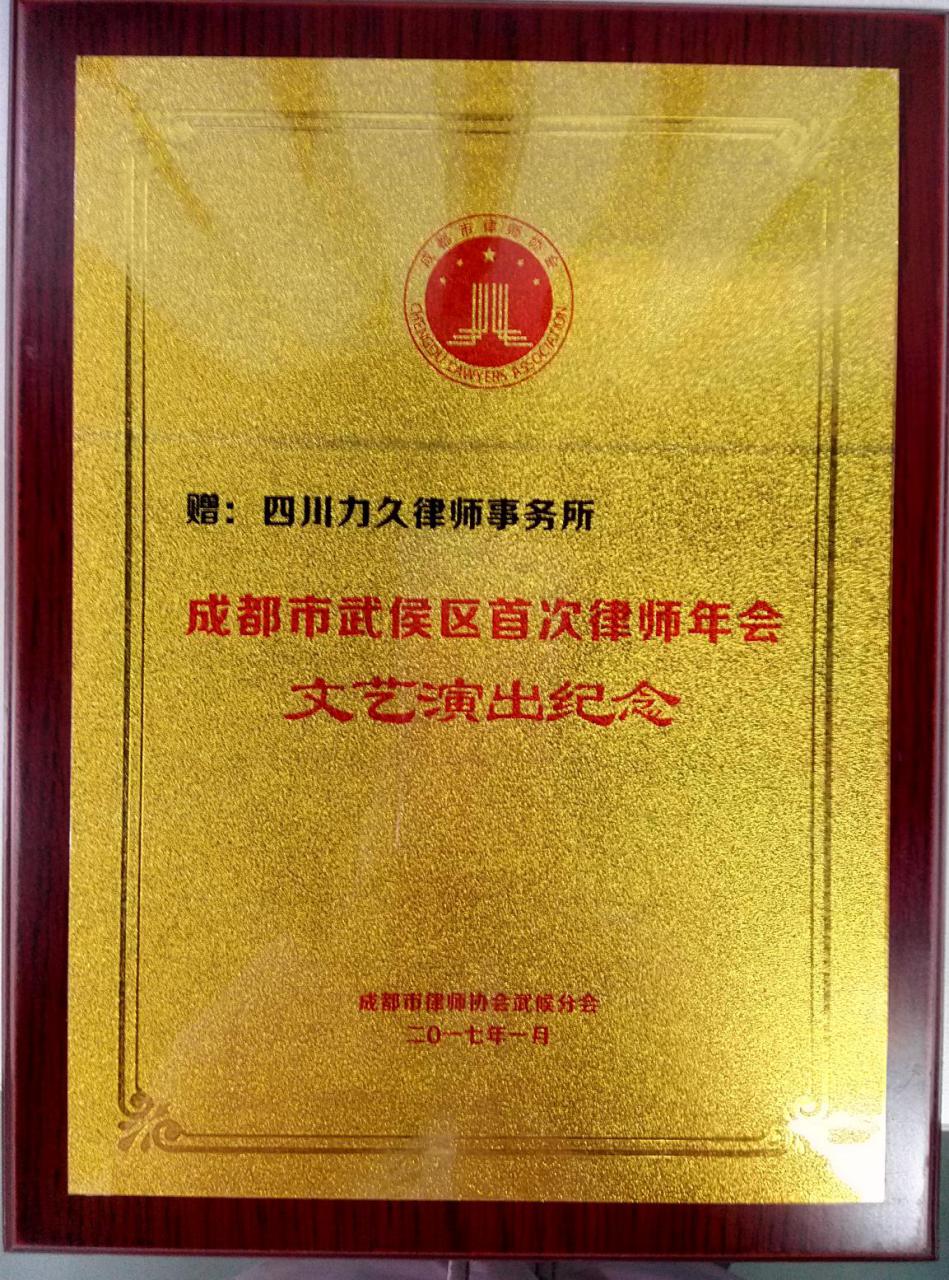 成都市律师协会
CHENGDU LAWYERS ASSOCIATION
赠：四川力久律师事务所
成都市武侯区首次律师年会
文艺演出纪念
成都市律师协会武候分会
二0一七年一月